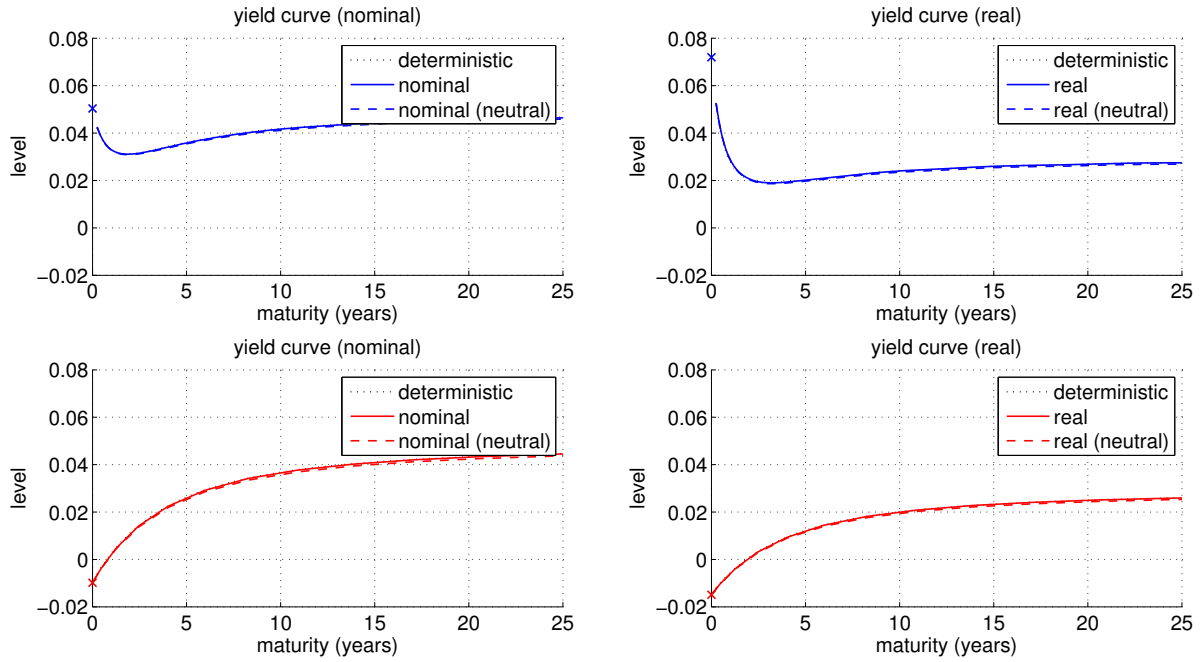 yield curve (nominal)
0.08
0.06
0.04
0.02
0
−0.02
level
0
5
10
15
20
25
maturity (years)
deterministic
nominal
nominal (neutral)
yield curve (real)
0.08
0.06
0.04
0.02
0
−0.02
level
0
5
10
15
20
25
maturity (years)
deterministic
real
real (neutral)
yield curve (nominal)
0.08
0.06
0.04
0.02
0
−0.02
level
0
5
10
15
20
25
maturity (years)
deterministic
nominal
nominal (neutral)
yield curve (real)
0.08
0.06
0.04
0.02
0
−0.02
level
0
5
10
15
20
25
maturity (years)
deterministic
real
real (neutral)